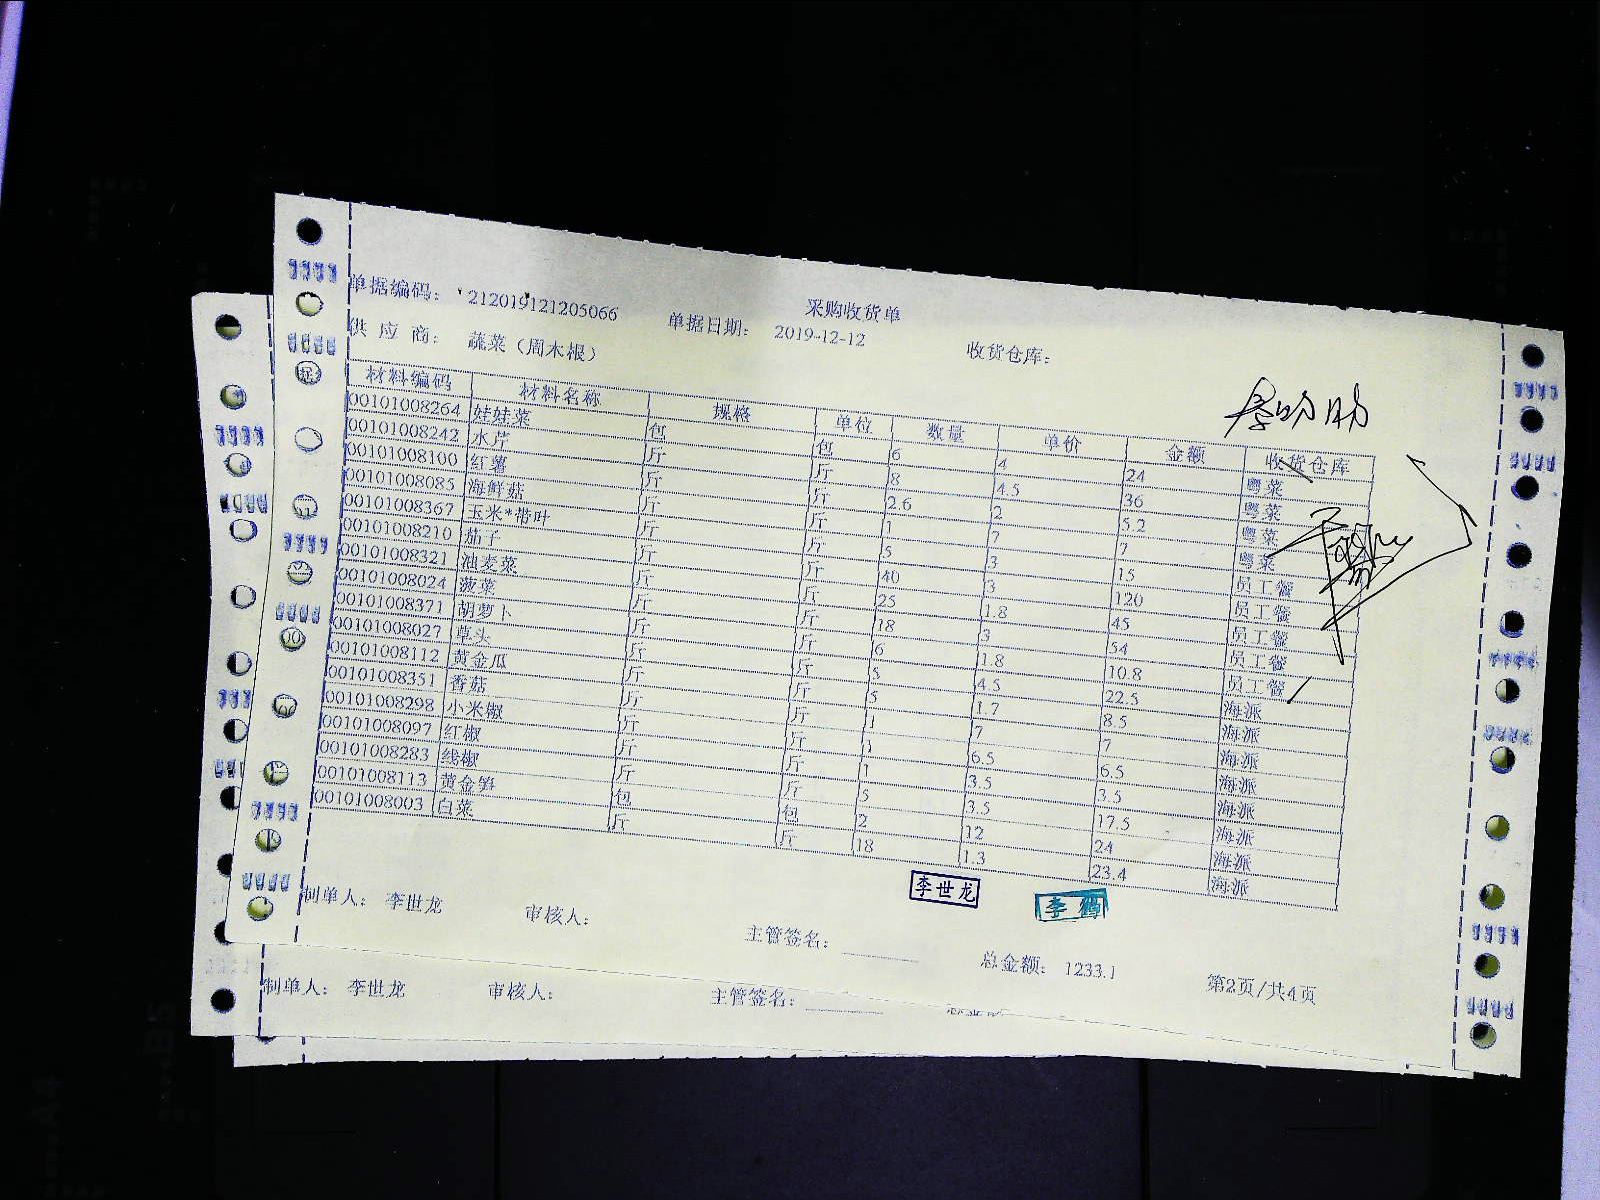 采购收货单
单据编码： 212019121205066 单据日期： 2019-12-12 收货仓库：
供 应 商： 蔬菜（周木根）
材料编码 材料名称 规格 单位 数量 单价 金额 收货仓库
00101008264 娃娃菜 包 包 6 4 24 粤菜
00101008242 水芹 斤 斤 8 4.5 36 粤菜
00101008100 红薯 斤 斤 2.6 2 5.2 粤菜
00101008085 海鲜菇 斤 斤 1 7 7 粤菜
00101008367 玉米*带叶 斤 斤 5 3 15 员工餐
00101008210 茄子 斤 斤 40 3 120 员工餐
00101008321 油麦菜 斤 斤 25 1.8 45 员工餐
00101008024 菠菜 斤 斤 18 3 54 员工餐
00101008371 胡萝卜 斤 斤 6 1.8 10.8 员工餐
00101008027 草头 斤 斤 5 4.5 22.5 海派
00101008112 黄金瓜 斤 斤 5 1.7 8.5 海派
00101008351 香菇 斤 斤 1 7 7 海派
00101008298 小米椒 斤 斤 1 6.5 6.5 海派
00101008097 红椒 斤 斤 1 3.5 3.5 海派
00101008283 线椒 斤 斤 5 3.5 17.5 海派
00101008113 黄金笋 包 包 2 12 24 海派
00101008003 白菜 斤 斤 18 1.3 23.4 海派
李世龙 李鹤
制单人： 李世龙 审核人： 主管签名： 总金额： 1233.1 第2页/共4页
制单人： 李世龙 审核人： 主管签名：